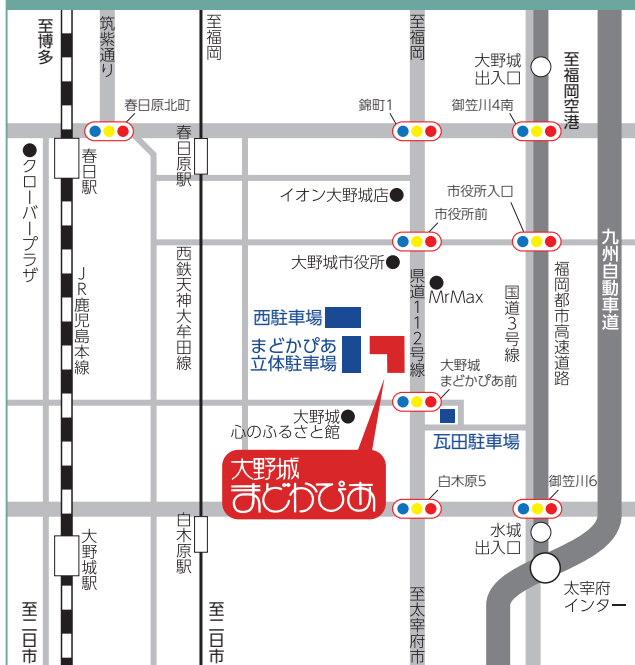 至博多
筑紫通り
至福岡
至福岡
大野城
出入口
至福岡空港
春日原北町
錦町1
御笠川4南
春日駅
春日原駅
クローバープラザ
イオン大野城店
市役所入口
市役所前
九州自動車道
大野城市役所
西鉄天神大牟田線
JR鹿児島本線
県道112号線
MrMax
国道3号線
福岡都市高速道路
西駐車場
まどかぴあ
立体駐車場
大野城
まどかぴあ前
大野城
心のふるさと館
瓦田駐車場
大野城
まどかぴあ
白木原5
御笠川6
大野城駅
白木原駅
水城
出入口
太宰府
インター
至二日市
至二日市
至太宰府市